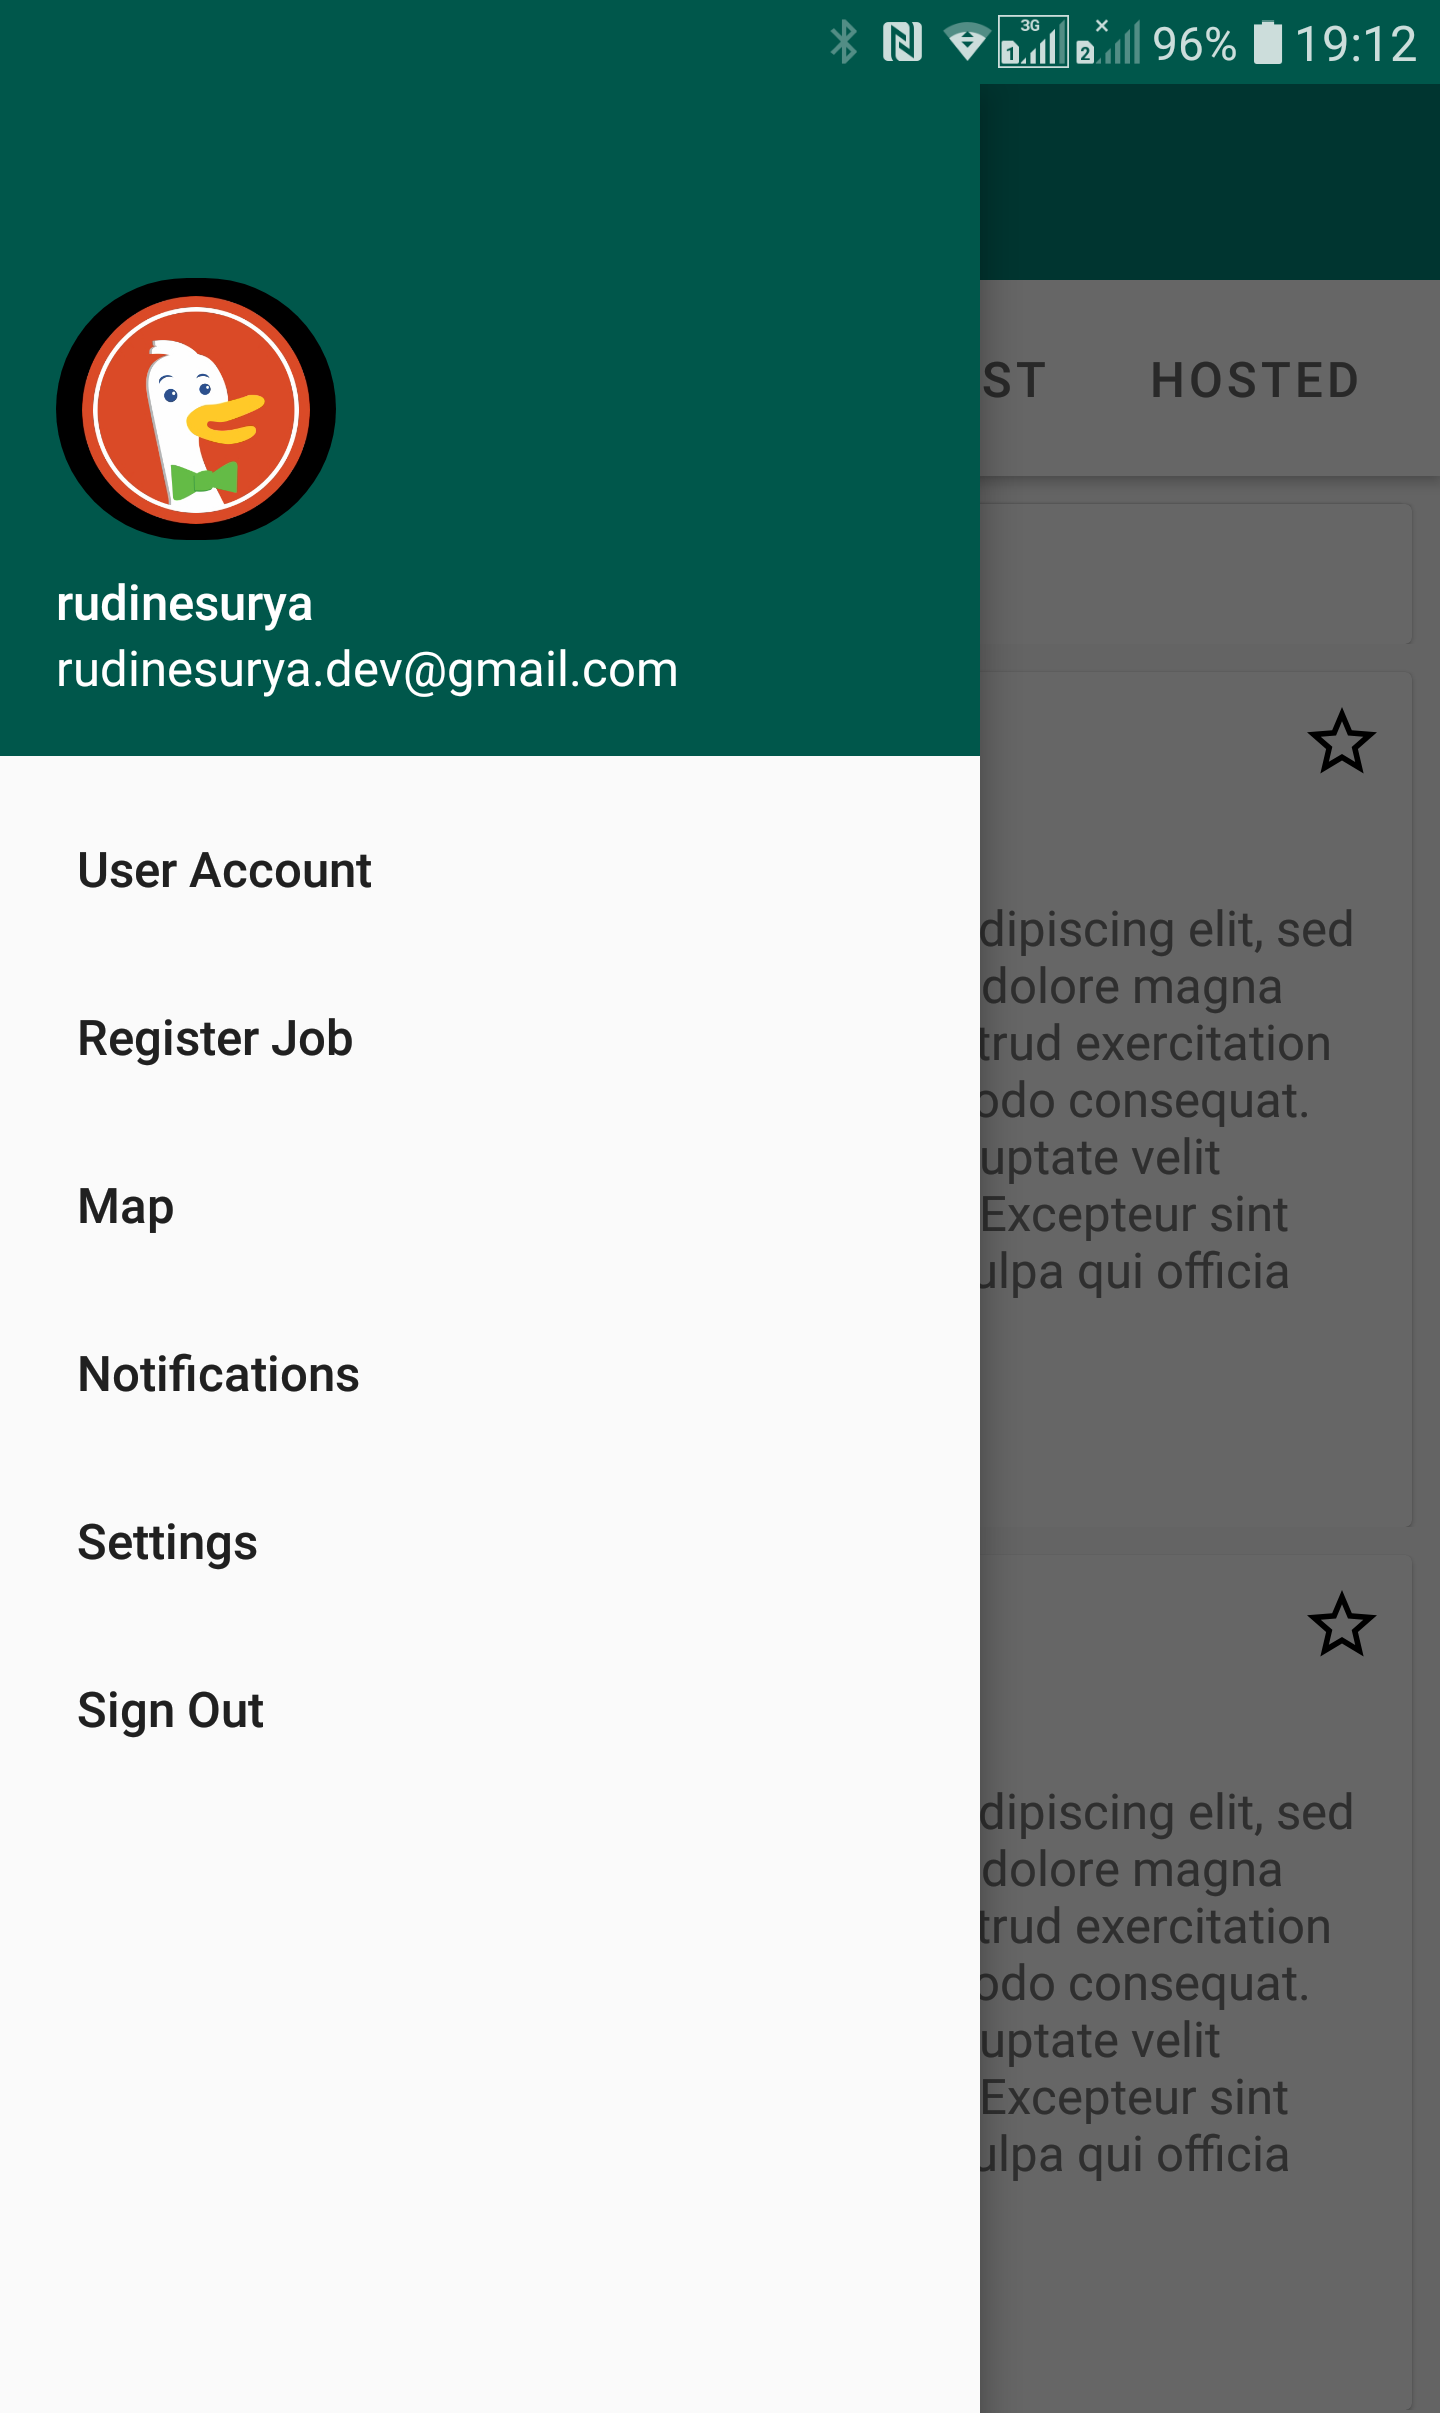 3G
1 2 96% 19:12
ST HOSTED
rudinesurya
rudinesurya.dev@gmail.com
User Account
Register Job
Map
Notifications
Settings
Sign Out
dipiscing elit, sed
dolore magna
trud exercitation
odo consequat.
uptate velit
Excepteur sint
ulpa qui officia
dipiscing elit, sed
dolore magna
trud exercitation
odo consequat.
uptate velit
Excepteur sint
ulpa qui officia